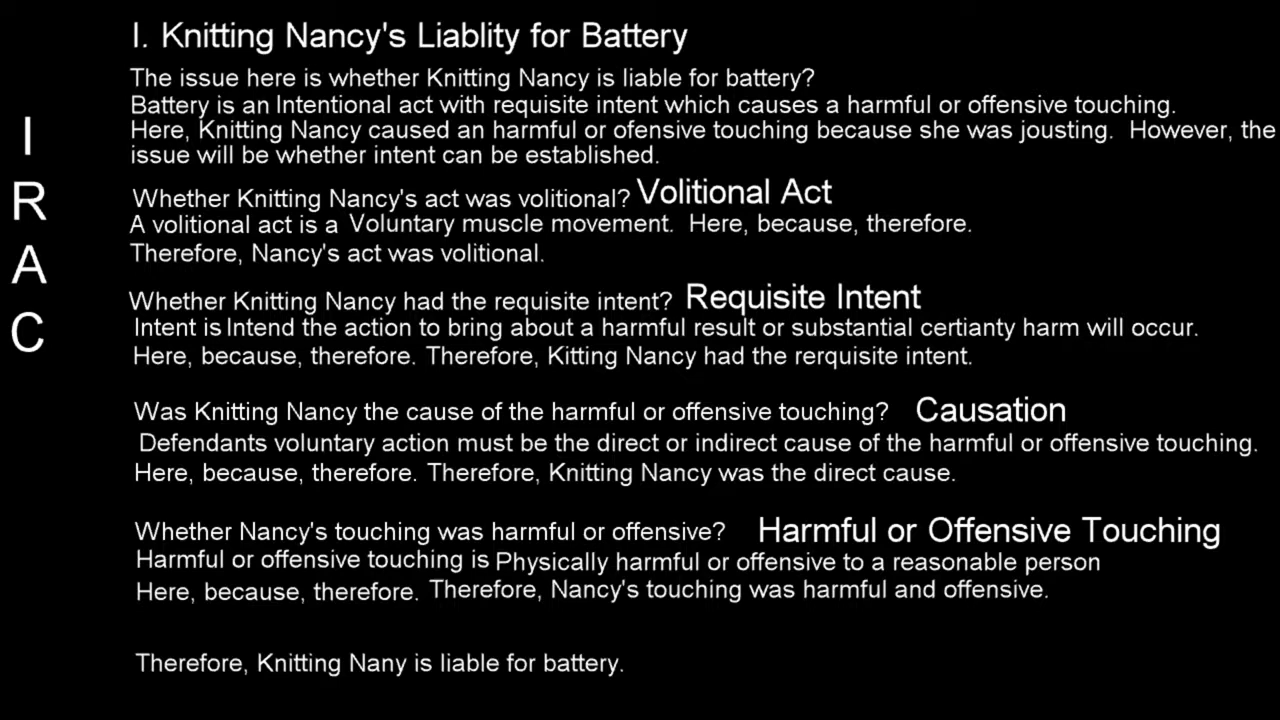 I. Knitting Nancy's Liablity for Battery
The issue here is whether Knitting Nancy is liable for battery?
Battery is an Intentional act with requisite intent which causes a harmful or offensive touching.
Here, Knitting Nancy caused an harmful or ofensive touching because she was jousting. However, the
issue will be whether intent can be established.
Whether Knitting Nancy's act was volitional? Volitional Act
A volitional act is a Voluntary muscle movement. Here, because, therefore.
Therefore, Nancy's act was volitional.
Whether Knitting Nancy had the requisite intent? Requisite Intent
Intent is Intend the action to bring about a harmful result or substantial certianty harm will occur.
Here, because, therefore. Therefore, Kitting Nancy had the rerquisite intent.
Was Knitting Nancy the cause of the harmful or offensive touching? Causation
Defendants voluntary action must be the direct or indirect cause of the harmful or offensive touching.
Here, because, therefore. Therefore, Knitting Nancy was the direct cause.
Whether Nancy's touching was harmful or offensive? Harmful or Offensive Touching
Harmful or offensive touching is Physically harmful or offensive to a reasonable person
Here, because, therefore. Therefore, Nancy's touching was harmful and offensive.
Therefore, Knitting Nany is liable for battery.
I
R
A
C